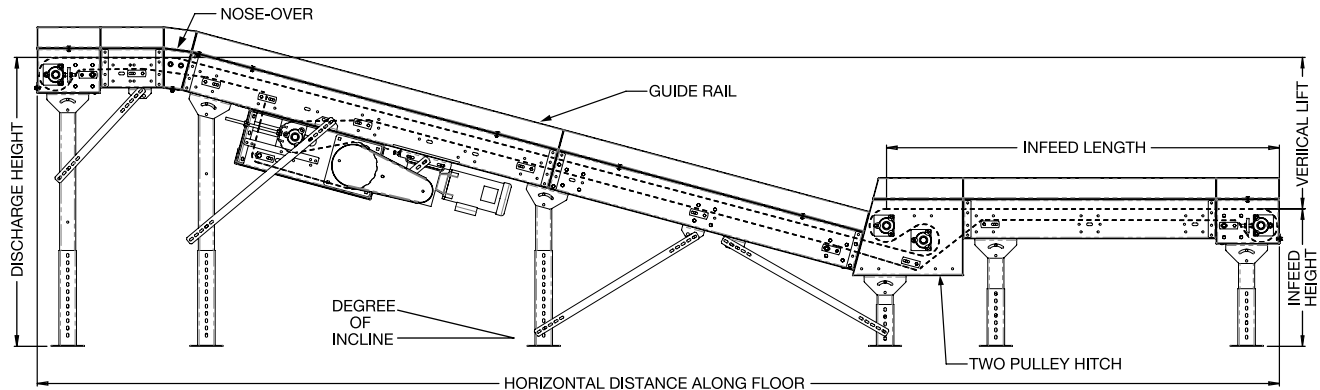 NOSE-OVER
GUIDE RAIL
INFEED LENGTH
VERIICAL LIFT
DISCHARGE HEIGHT
INFEED
HEIGHT
DEGREE
OF
INCLINE
TWO PULLEY HITCH
HORIZONTAL DISTANCE ALONG FLOOR